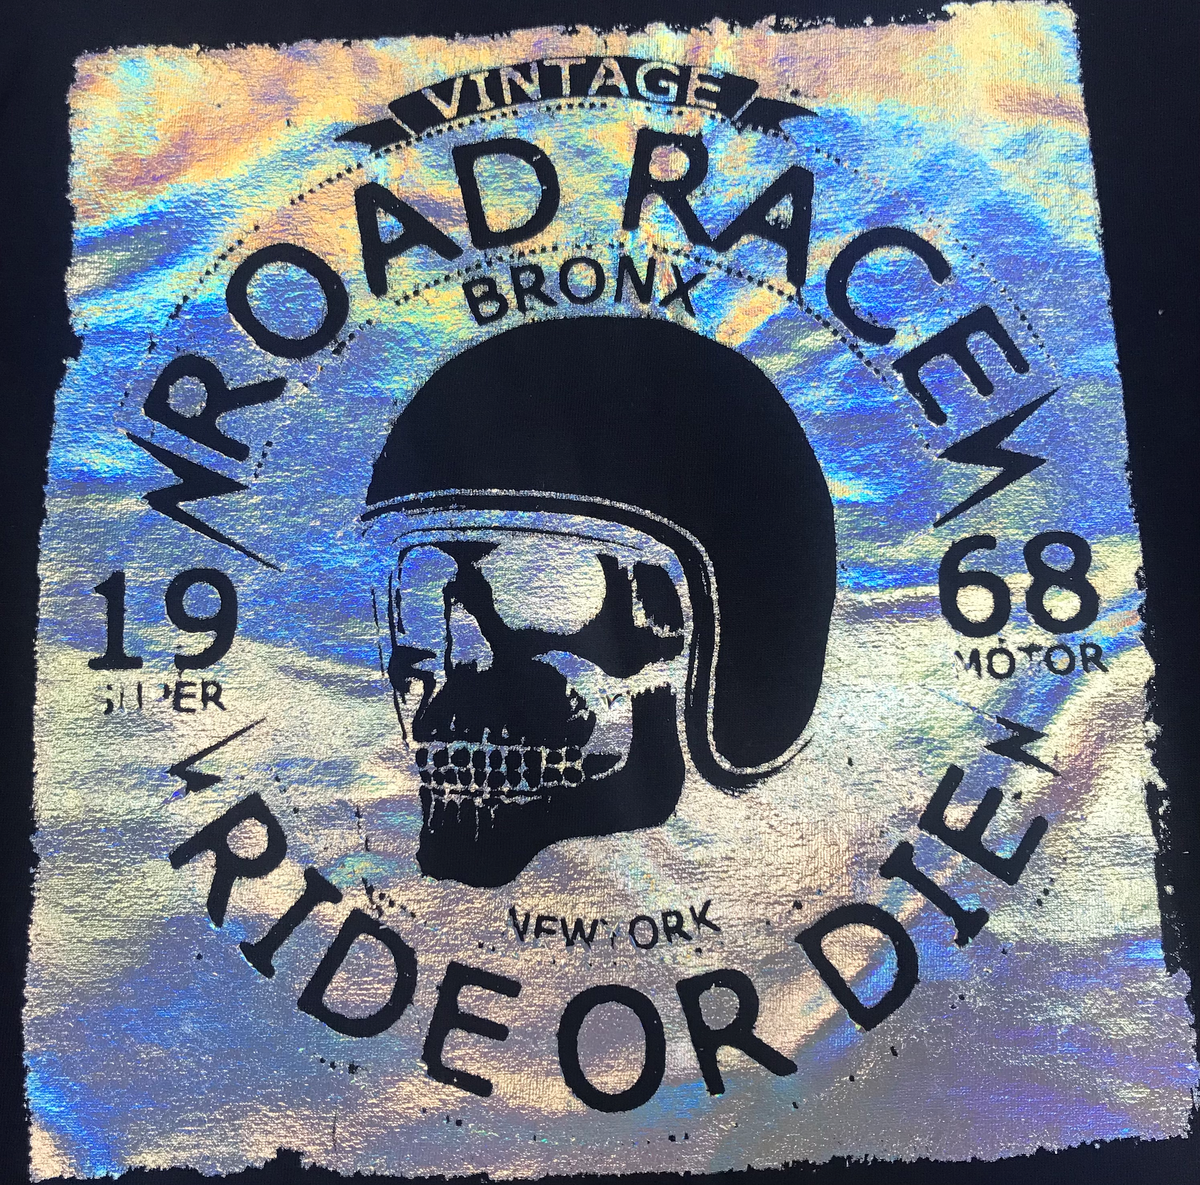 VINTAGE
ROAD RACE
BRONX
19
68
SUPER
MOTOR
NEW YORK
RIDE OR DIE